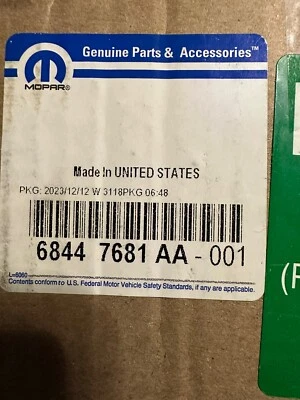 Genuine Parts & Accessories™
MOPAR®
Made In UNITED STATES
PKG: 2023/12/12 W 3118PKG 06:48
6844 7681 AA - 001
L=6060
Contents conform to U.S. Federal Motor Vehicle Safety Standards, if any are applicable.
(R